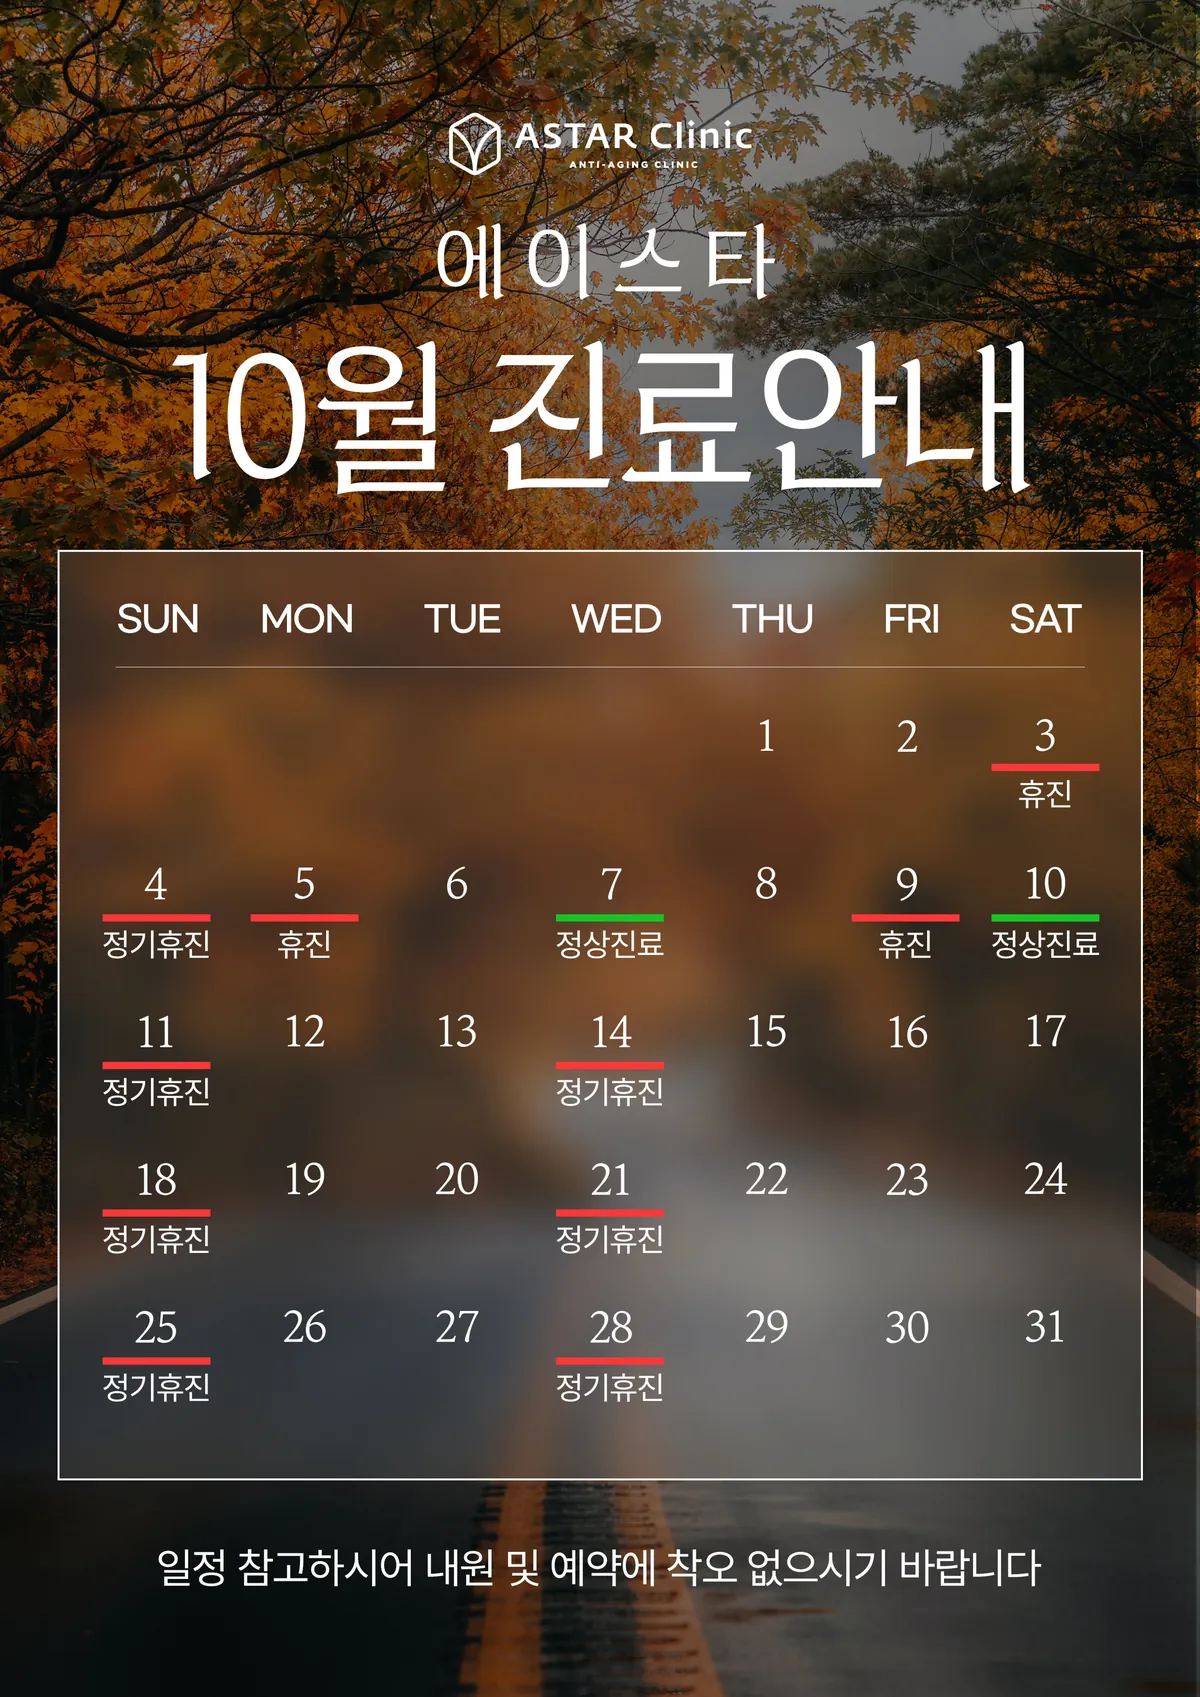 ASTAR Clinic
ANTI-AGING CLINIC
에이스타
10월 진료안내
SUN MON TUE WED THU FRI SAT
1 2 3
휴진
4 5 6 7 8 9 10
정기휴진 휴진 정상진료 휴진 정상진료
11 12 13 14 15 16 17
정기휴진 정기휴진
18 19 20 21 22 23 24
정기휴진 정기휴진
25 26 27 28 29 30 31
정기휴진 정기휴진
일정 참고하시어 내원 및 예약에 착오 없으시기 바랍니다